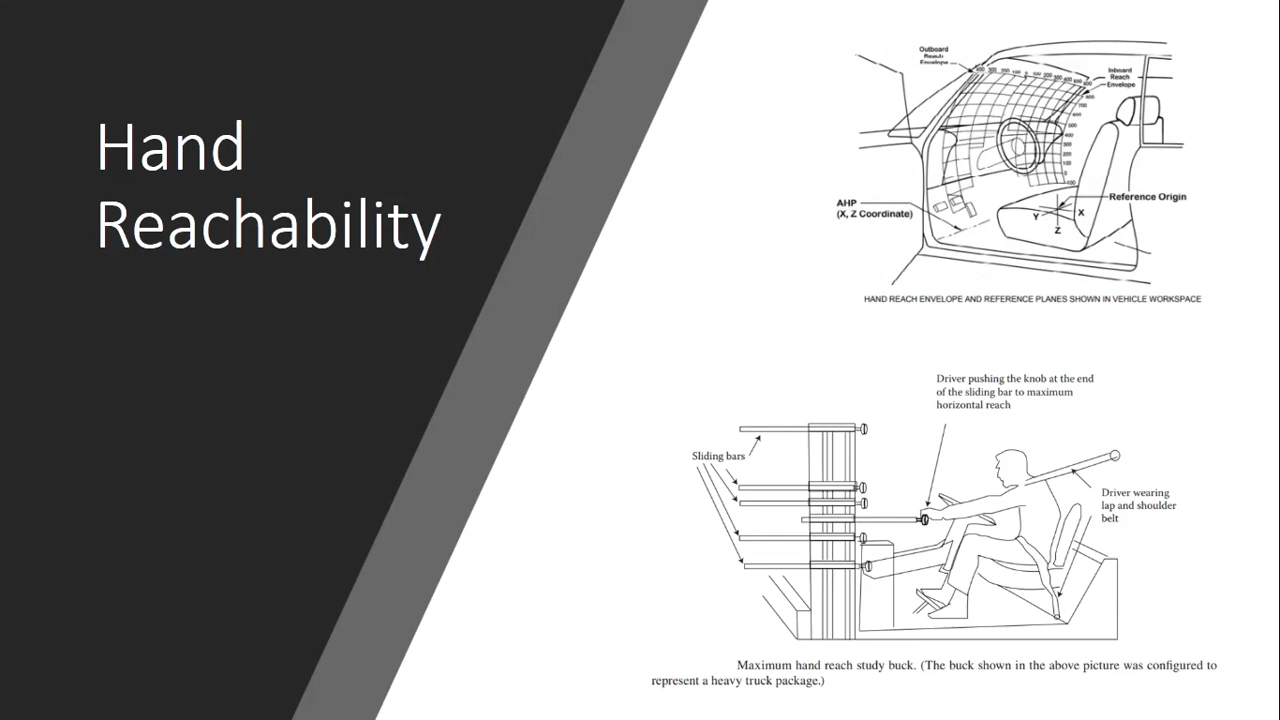 Hand
Reachability
Outboard
Reach
Envelope
Inboard
Reach
Envelope
AHP
(X, Z Coordinate)
Reference Origin
Y
X
Z
HAND REACH ENVELOPE AND REFERENCE PLANES SHOWN IN VEHICLE WORKSPACE
Driver pushing the knob at the end
of the sliding bar to maximum
horizontal reach
Sliding bars
Driver wearing
lap and shoulder
belt
Maximum hand reach study buck. (The buck shown in the above picture was configured to
represent a heavy truck package.)